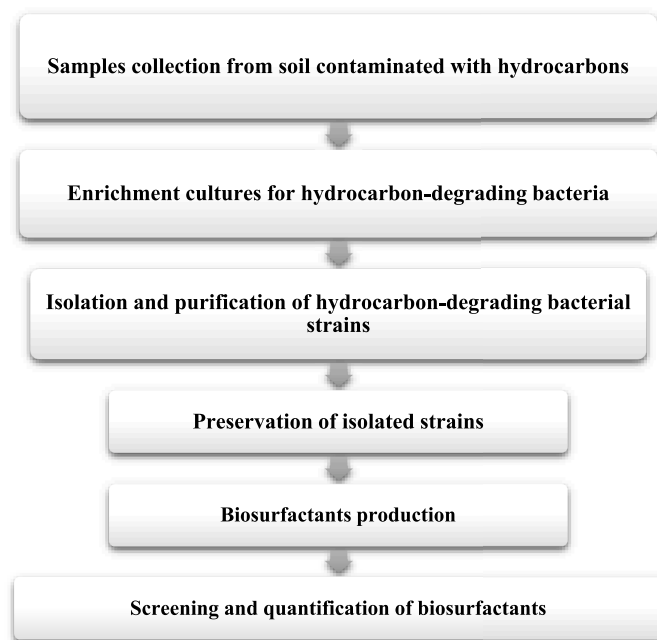 Samples collection from soil contaminated with hydrocarbons
Enrichment cultures for hydrocarbon-degrading bacteria
Isolation and purification of hydrocarbon-degrading bacterial
strains
Preservation of isolated strains
Biosurfactants production
Screening and quantification of biosurfactants